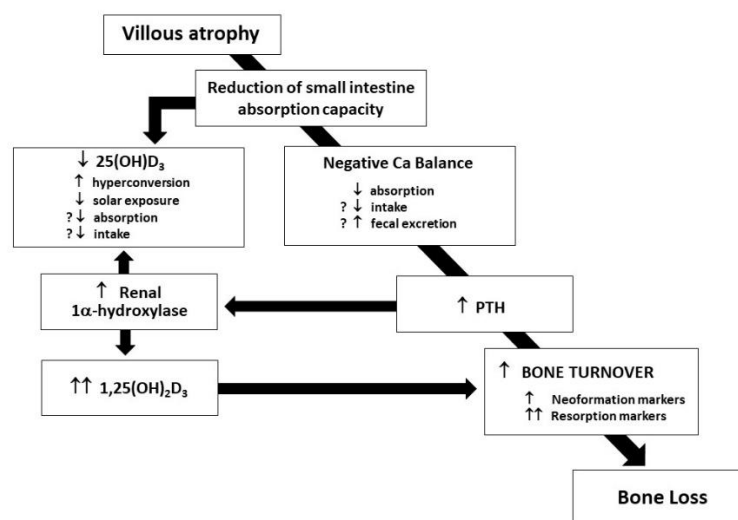 Villous atrophy
Reduction of small intestine
absorption capacity
↓ 25(OH)D₃
↑ hyperconversion
↓ solar exposure
? ↓ absorption
? ↓ intake
Negative Ca Balance
↓ absorption
? ↓ intake
? ↑ fecal excretion
↑ Renal
1α-hydroxylase
↑ PTH
↑↑ 1,25(OH)₂D₃
↑ BONE TURNOVER
↑ Neoformation markers
↑↑ Resorption markers
Bone Loss